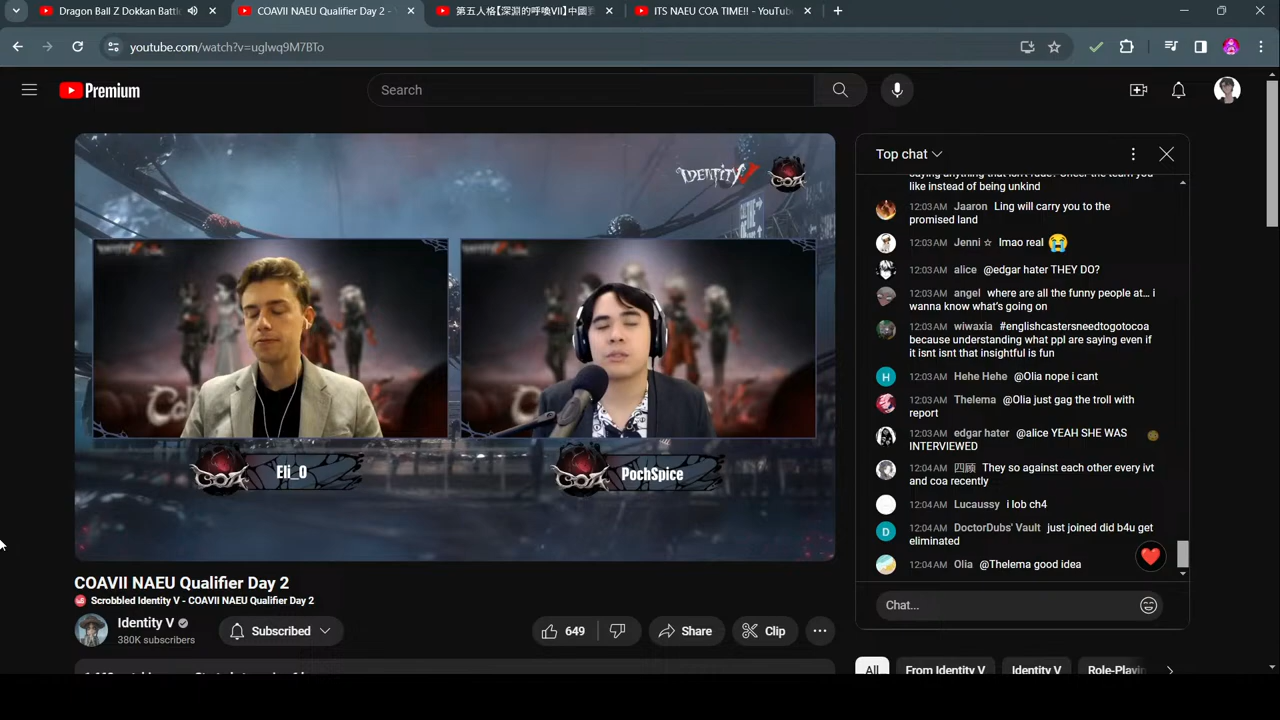 Dragon Ball Z Dokkan Battle
COAVII NAEU Qualifier Day 2 -
第五人格【深淵的呼喚VII】中國
ITS NAEU COA TIME!! - YouTube
youtube.com/watch?v=uglwq9M7BTo
Premium
Search
IDENTITY V
COA
Eli_O
PochSpice
COA
COA
COAVII NAEU Qualifier Day 2
Scrobbled Identity V - COAVII NAEU Qualifier Day 2
Identity V
380K subscribers
Subscribed
649
Share
Clip
Top chat
saying anything that isn't rude? Cheer the team you
like instead of being unkind
12:03 AM Jaaron Ling will carry you to the
promised land
12:03 AM Jenni ☆ lmao real 😭
12:03 AM alice @edgar hater THEY DO?
12:03 AM angel where are all the funny people at… i
wanna know what's going on
12:03 AM wiwaxia #englishcastersneedtogotocoa
because understanding what ppl are saying even if
it isnt isnt that insightful is fun
12:03 AM Hehe Hehe @Olia nope i cant
12:03 AM Thelema @Olia just gag the troll with
report
12:03 AM edgar hater @alice YEAH SHE WAS
INTERVIEWED
12:04 AM 四顾 They so against each other every ivt
and coa recently
12:04 AM Lucaussy i lob ch4
12:04 AM DoctorDubs' Vault just joined did b4u get
eliminated
12:04 AM Olia @Thelema good idea
Chat...
All
From Identity V
Identity V
Role-Playin